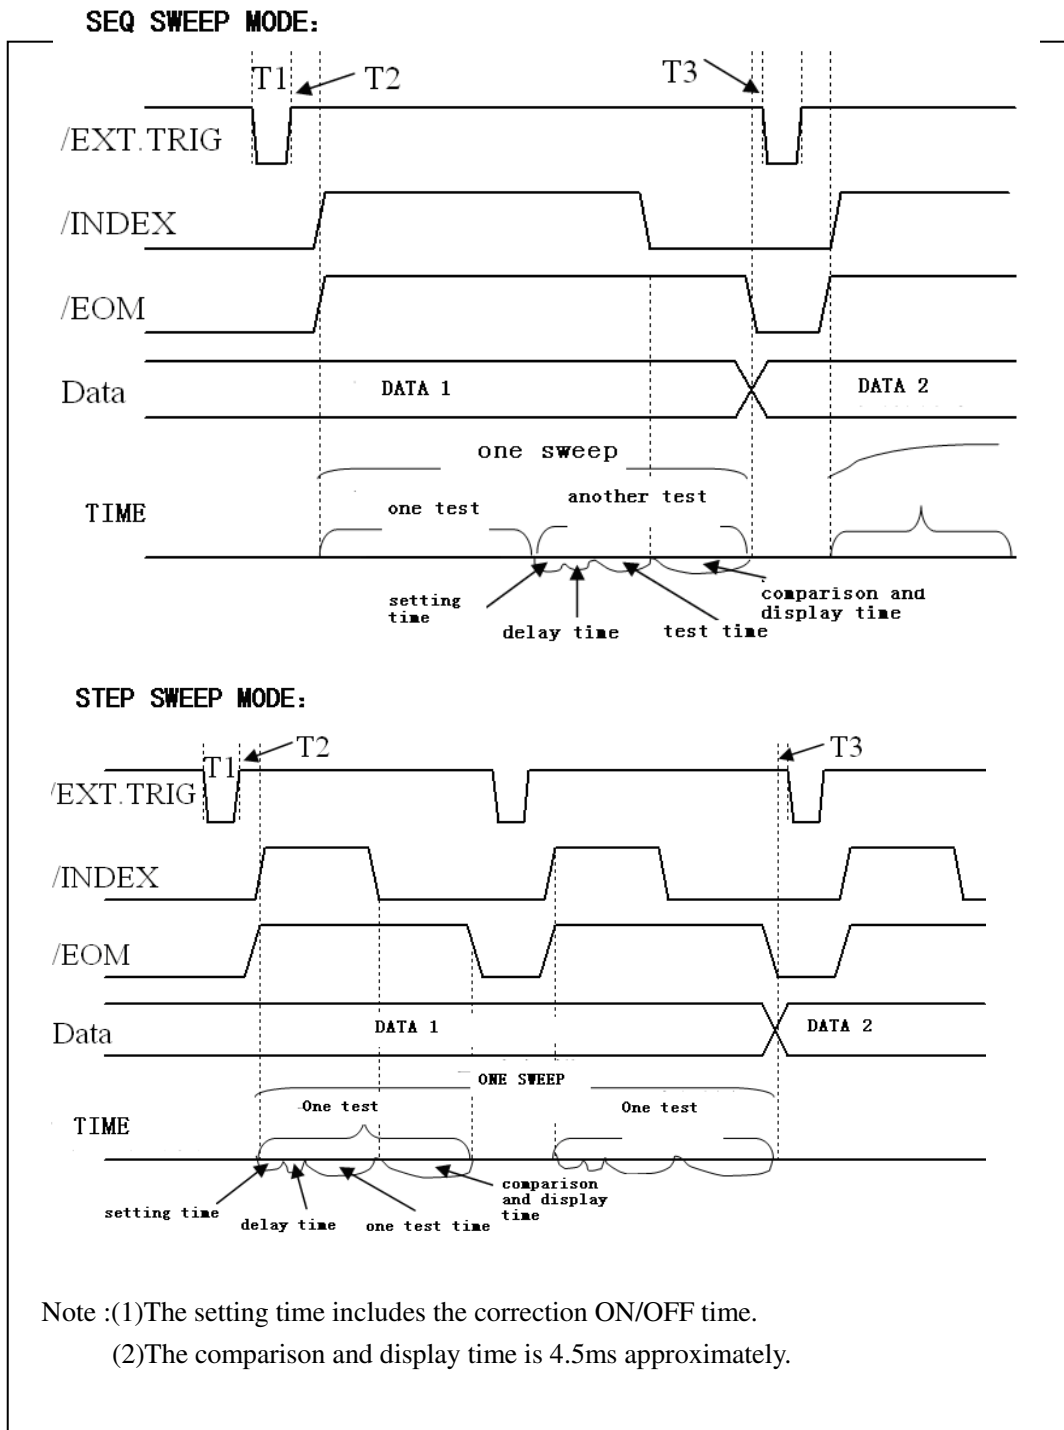 SEQ SWEEP MODE:
T1
T2
T3
/EXT.TRIG
/INDEX
/EOM
Data
DATA 1
DATA 2
one sweep
TIME
one test
another test
setting
time
delay time
test time
comparison and
display time
STEP SWEEP MODE:
T1
T2
T3
/EXT.TRIG
/INDEX
/EOM
Data
DATA 1
DATA 2
ONE SWEEP
TIME
One test
One test
setting time
delay time
one test time
comparison
and display
time
Note :(1)The setting time includes the correction ON/OFF time.
(2)The comparison and display time is 4.5ms approximately.